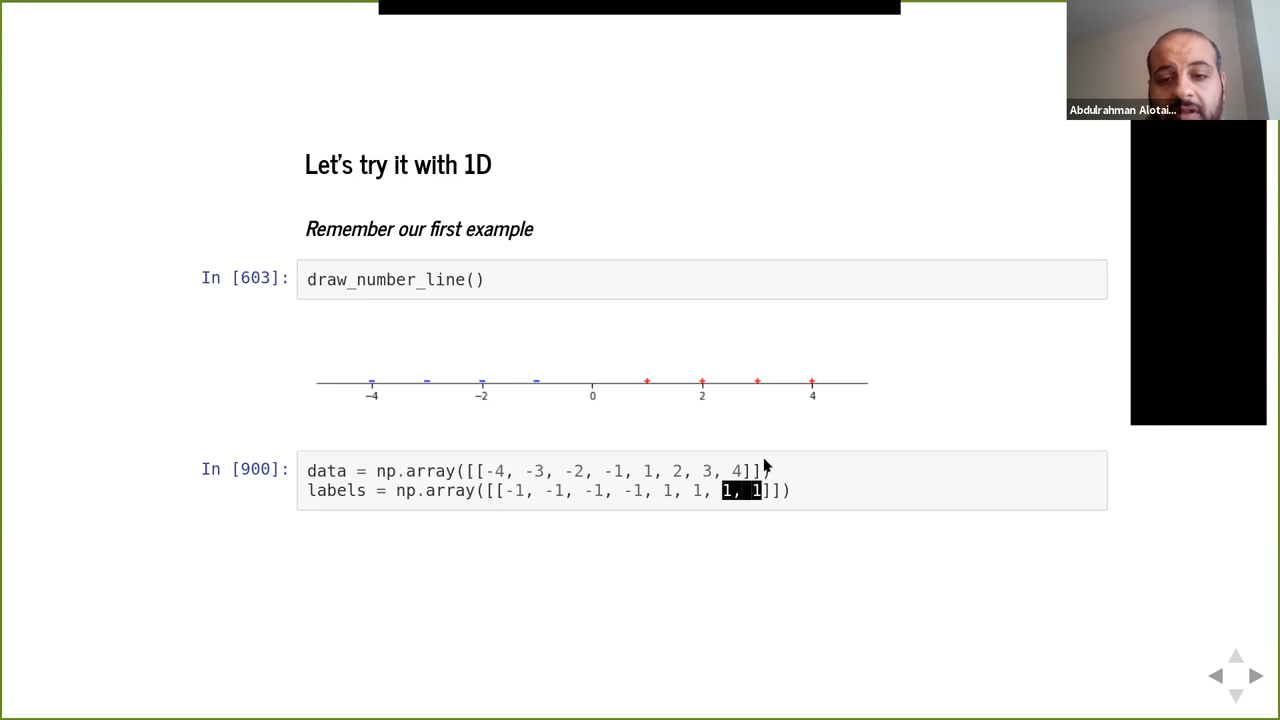 Abdulrahman Alotai...
Let's try it with 1D
Remember our first example
In [603]: draw_number_line()
−4 −2 0 2 4
In [900]: data = np.array([[-4, -3, -2, -1, 1, 2, 3, 4]])
labels = np.array([[-1, -1, -1, -1, 1, 1, 1, 1]])